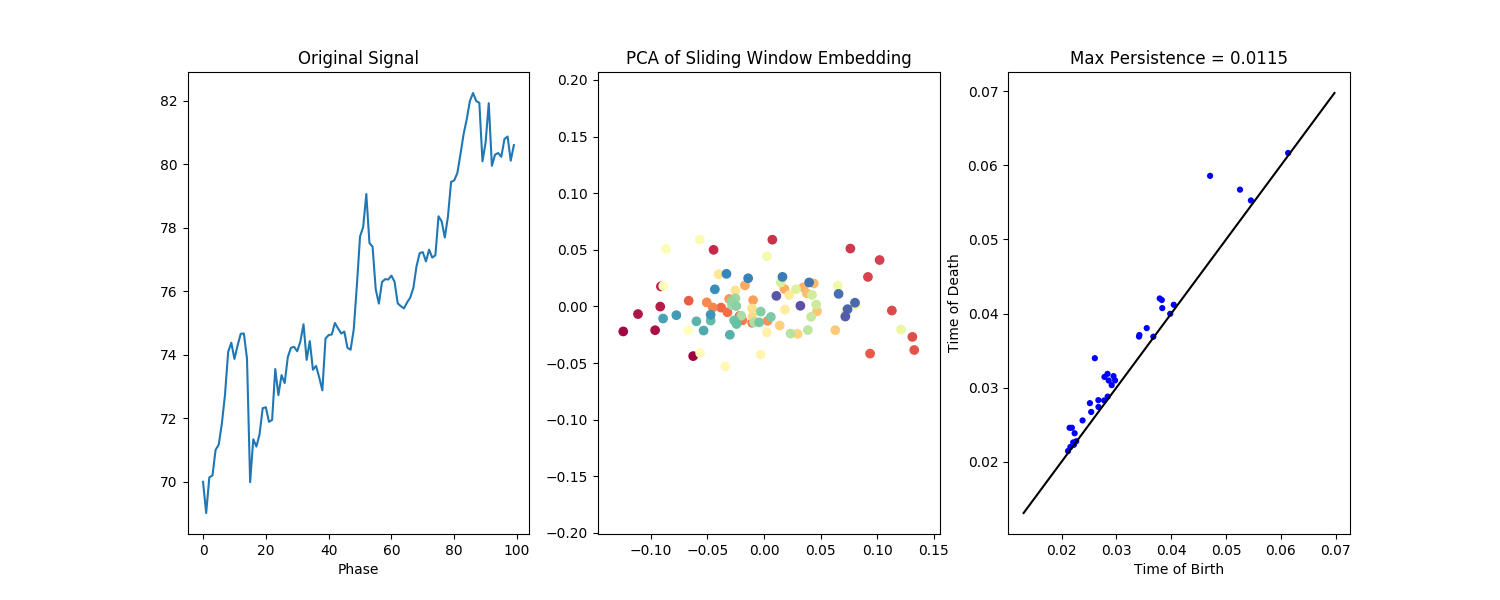 Original Signal
82
80
78
76
74
72
70
0 20 40 60 80 100
Phase
PCA of Sliding Window Embedding
0.20
0.15
0.10
0.05
0.00
−0.05
−0.10
−0.15
−0.20
−0.10 −0.05 0.00 0.05 0.10 0.15
Max Persistence = 0.0115
Time of Death
0.07
0.06
0.05
0.04
0.03
0.02
0.02 0.03 0.04 0.05 0.06 0.07
Time of Birth